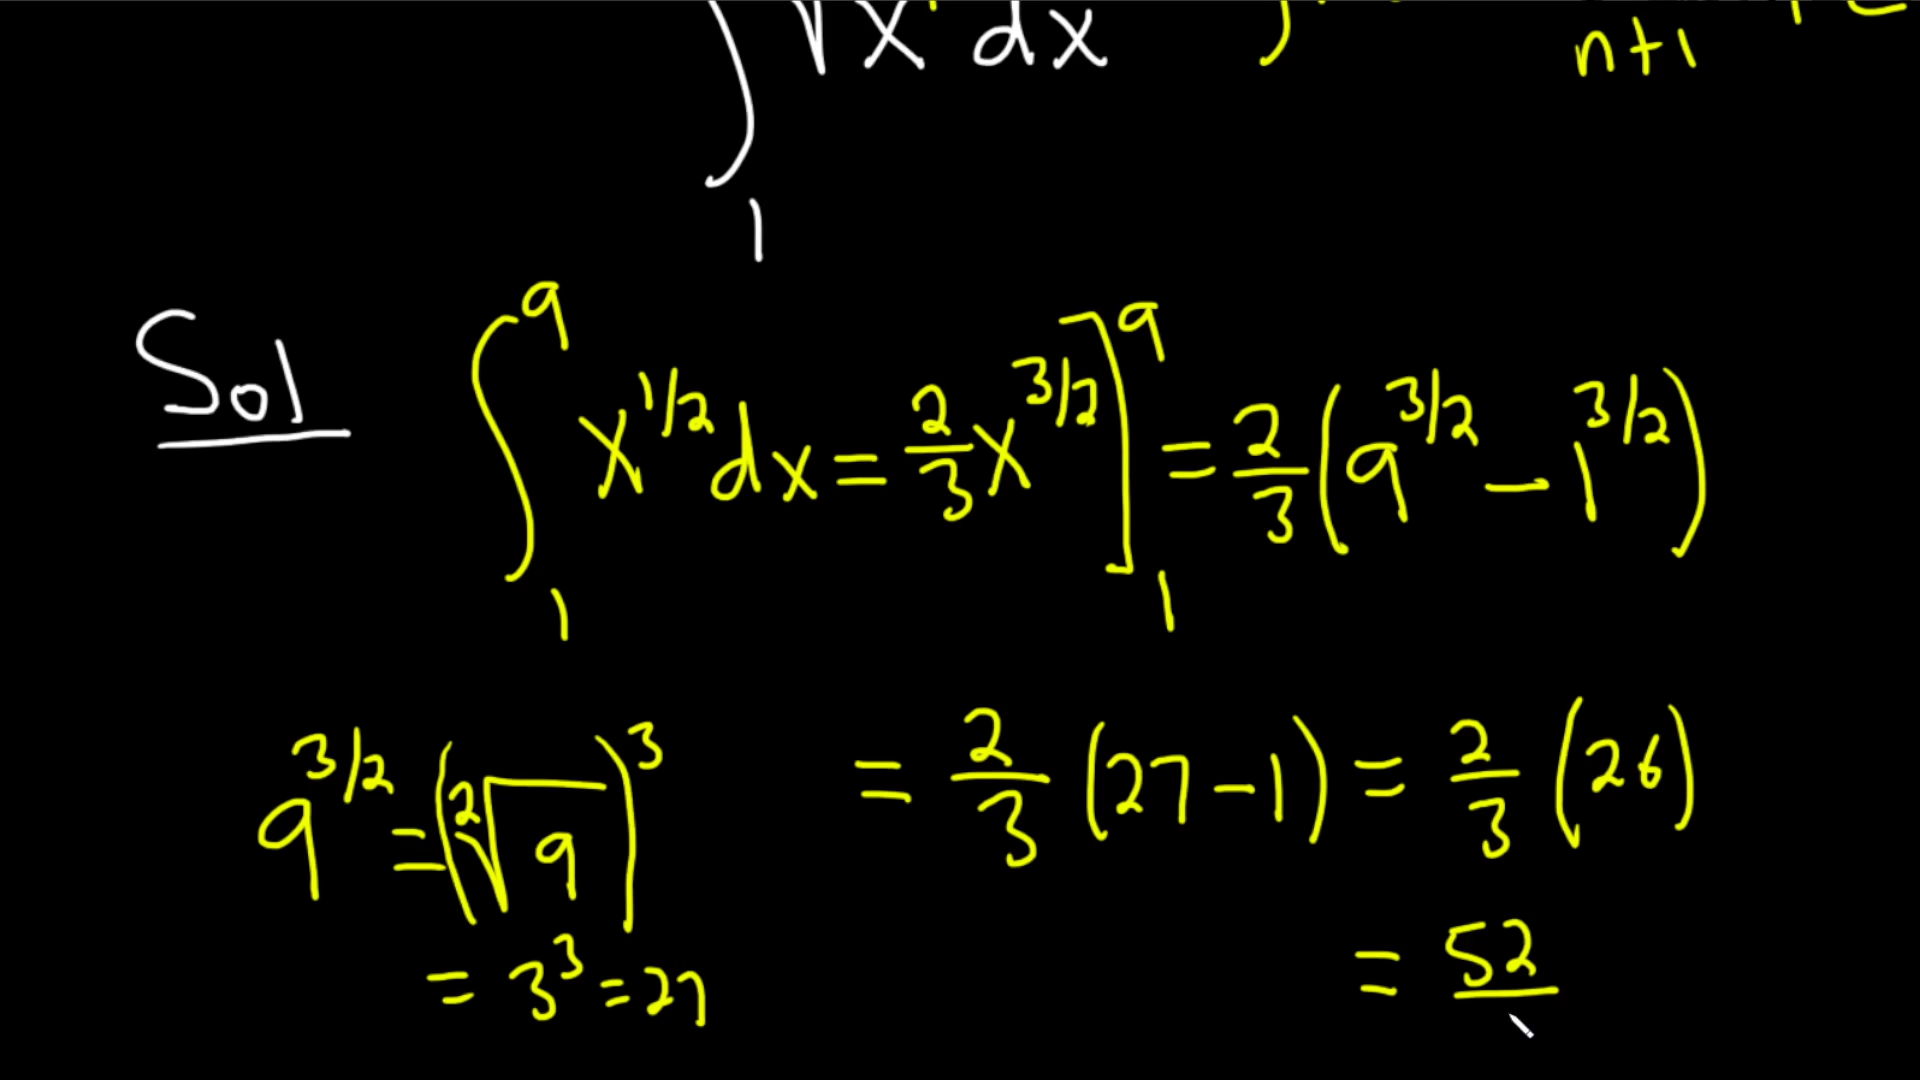 ∫ √x dx n+1
1
Sol ∫₁⁹ x^1/2 dx = 2/3 x^3/2 ]₁⁹ = 2/3 (9^3/2 − 1^3/2)
9^3/2 = (²√9)³ = 2/3 (27 − 1) = 2/3 (26)
= 3³ = 27 = 52